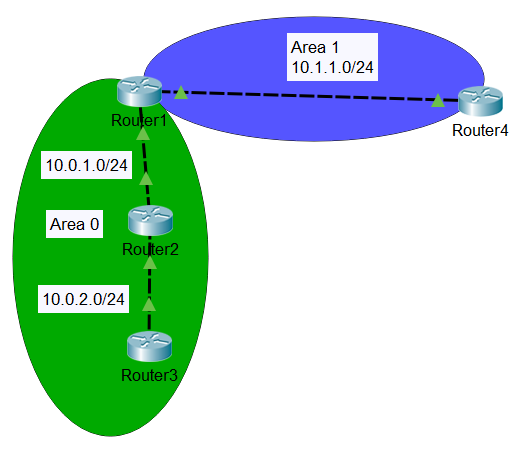 Area 1
10.1.1.0/24
Router1
Router4
10.0.1.0/24
Area 0
Router2
10.0.2.0/24
Router3